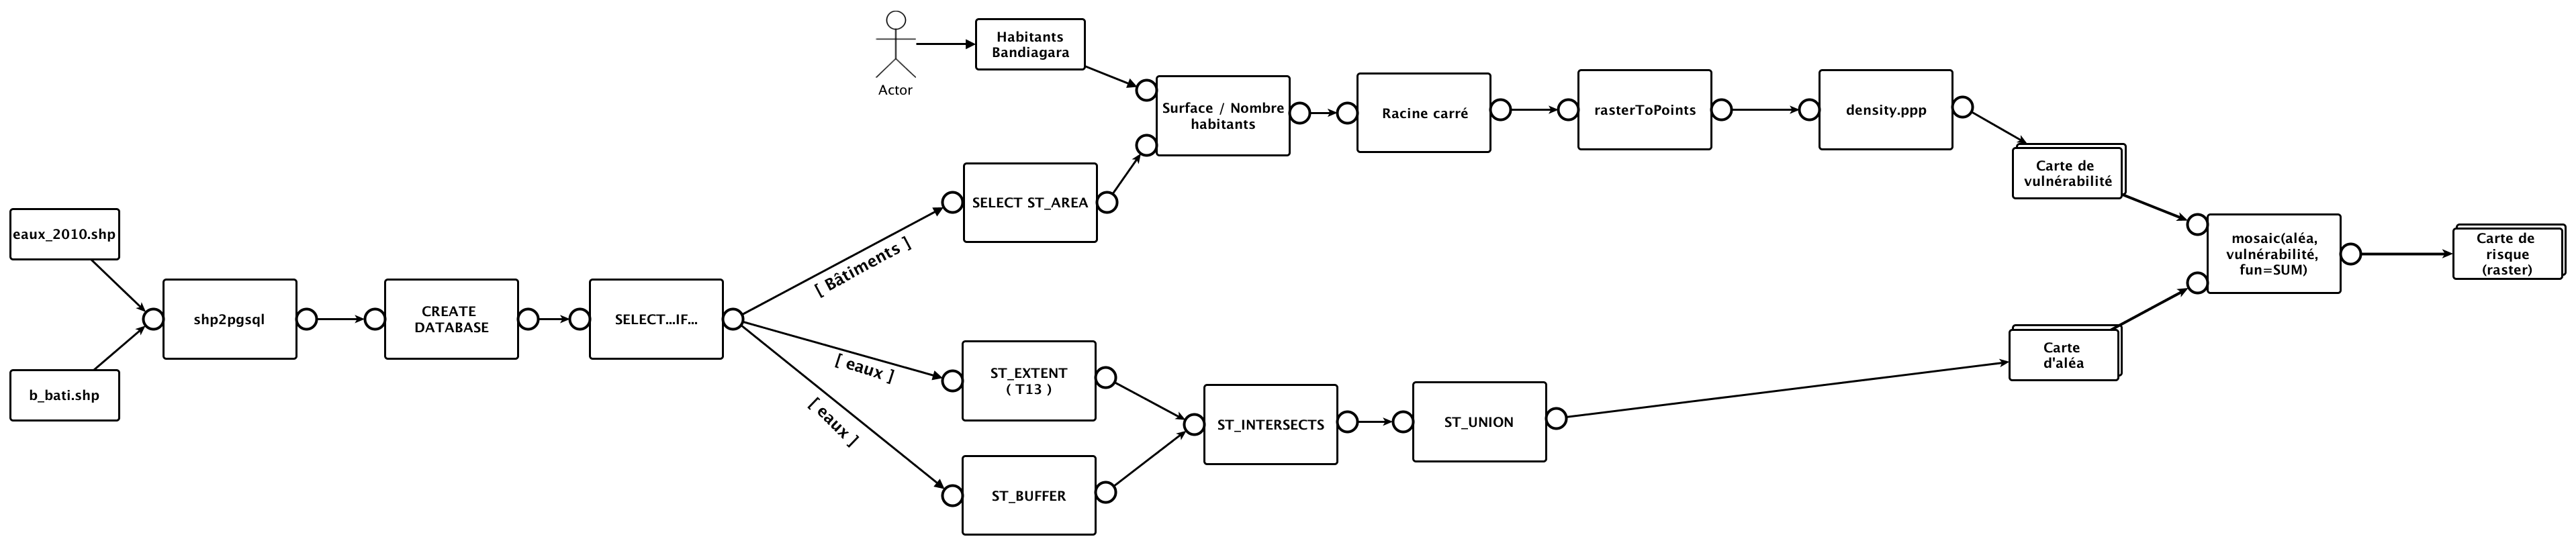 Actor
Habitants
Bandiagara
Surface / Nombre
habitants
Racine carré
rasterToPoints
density.ppp
Carte de
vulnérabilité
SELECT ST_AREA
eaux_2010.shp
b_bati.shp
shp2pgsql
CREATE
DATABASE
SELECT...IF...
[ Bâtiments ]
[ eaux ]
[ eaux ]
ST_EXTENT
( T13 )
ST_BUFFER
ST_INTERSECTS
ST_UNION
Carte
d'aléa
mosaic(aléa,
vulnérabilité,
fun=SUM)
Carte de
risque
(raster)